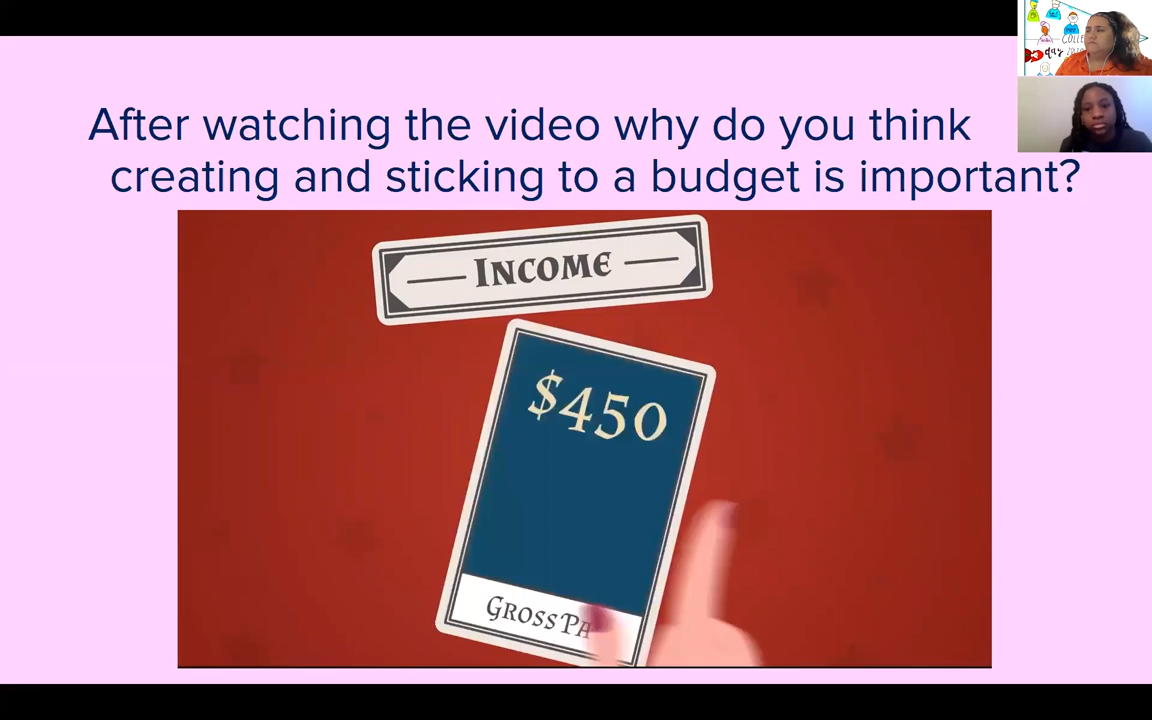 After watching the video why do you think
creating and sticking to a budget is important?
INCOME
$450
GROSS PA
day